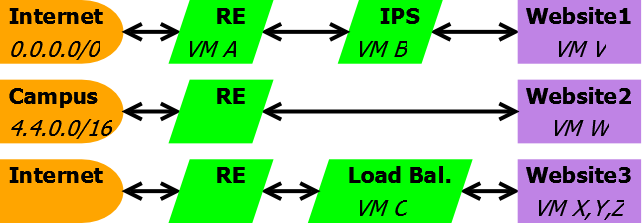 Internet RE IPS Website1
0.0.0.0/0 VM A VM B VM V
Campus RE Website2
4.4.0.0/16 VM W
Internet RE Load Bal. Website3
VM C VM X,Y,Z